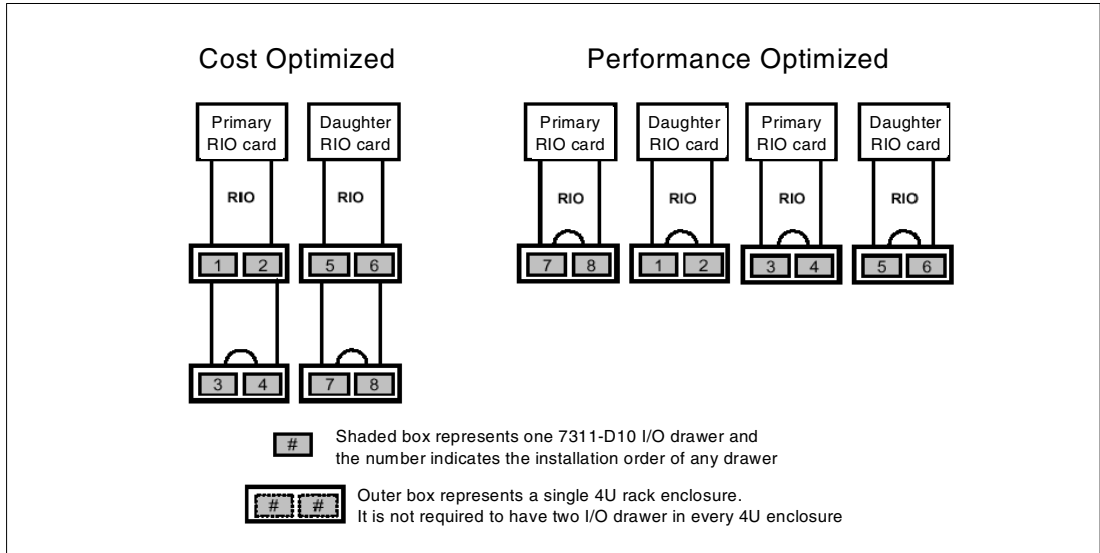 Cost Optimized
Performance Optimized
Primary
RIO card
Daughter
RIO card
Primary
RIO card
Daughter
RIO card
Primary
RIO card
Daughter
RIO card
RIO
RIO
RIO
RIO
RIO
RIO
1 2
5 6
7 8
1 2
3 4
5 6
3 4
7 8
#
Shaded box represents one 7311-D10 I/O drawer and
the number indicates the installation order of any drawer
# #
Outer box represents a single 4U rack enclosure.
It is not required to have two I/O drawer in every 4U enclosure